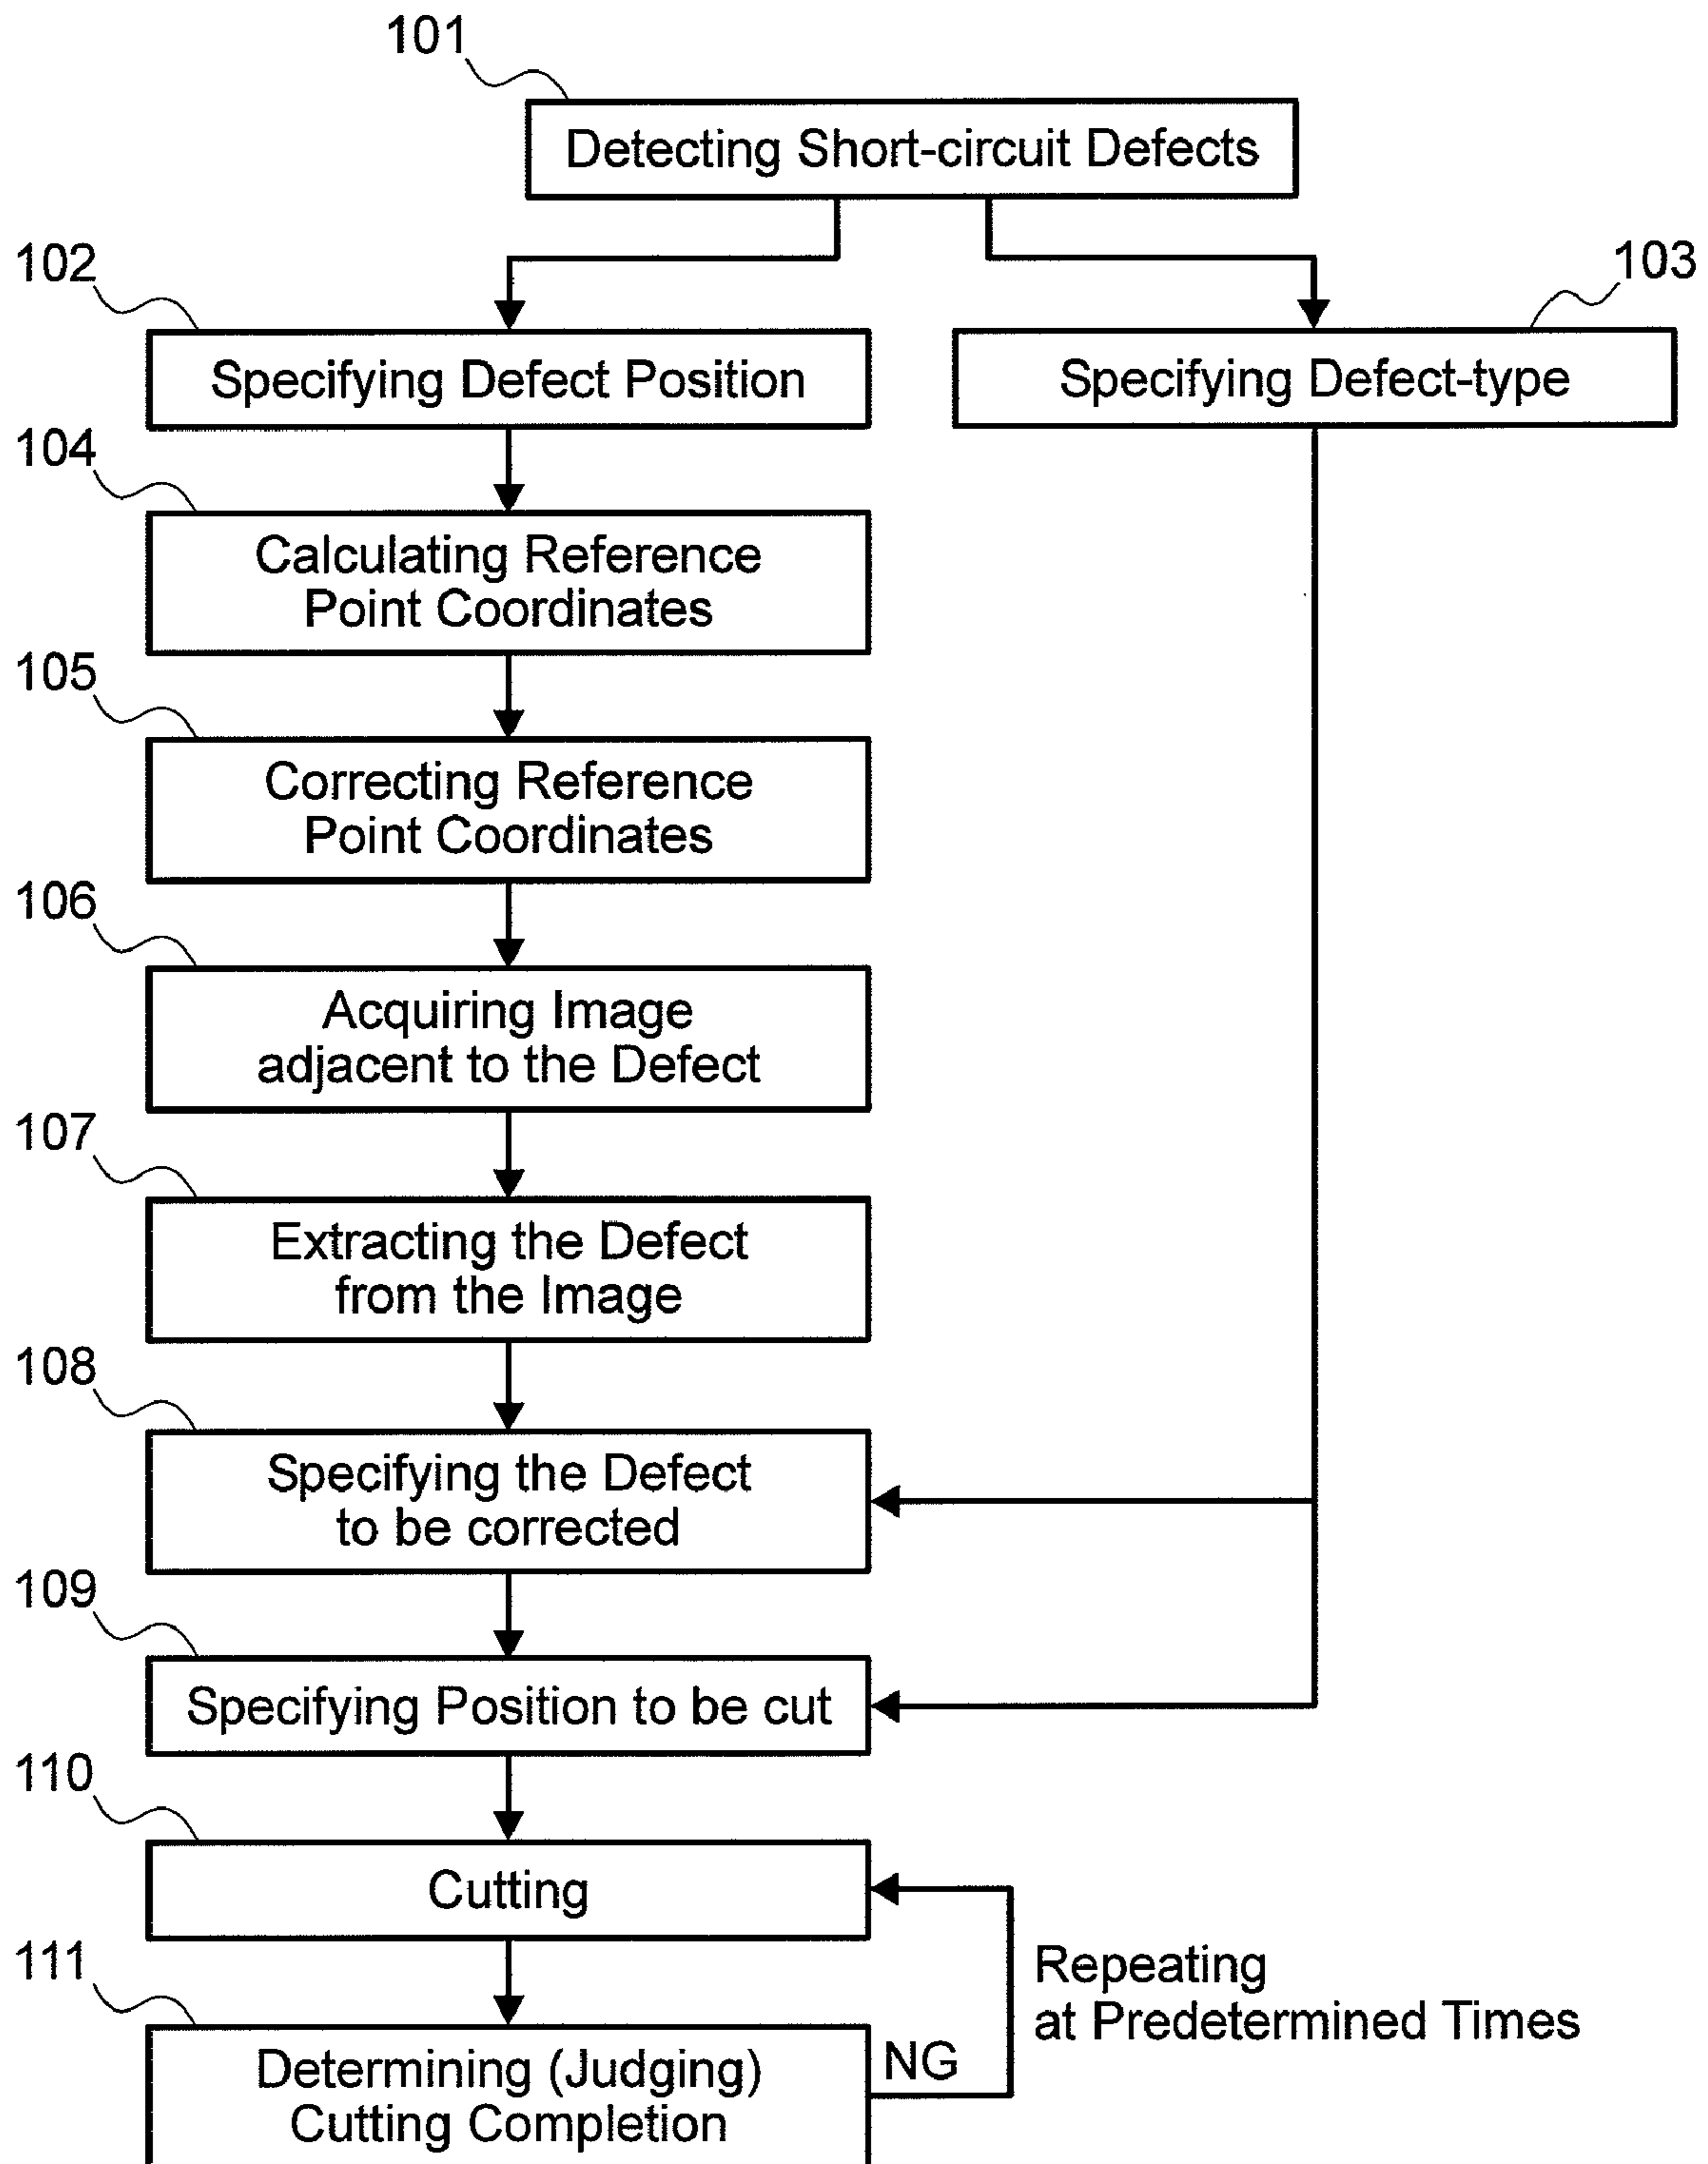 101
Detecting Short-circuit Defects
102
103
Specifying Defect Position
Specifying Defect-type
104
Calculating Reference
Point Coordinates
105
Correcting Reference
Point Coordinates
106
Acquiring Image
adjacent to the Defect
107
Extracting the Defect
from the Image
108
Specifying the Defect
to be corrected
109
Specifying Position to be cut
110
Cutting
111
Repeating
at Predetermined Times
NG
Determining (Judging)
Cutting Completion